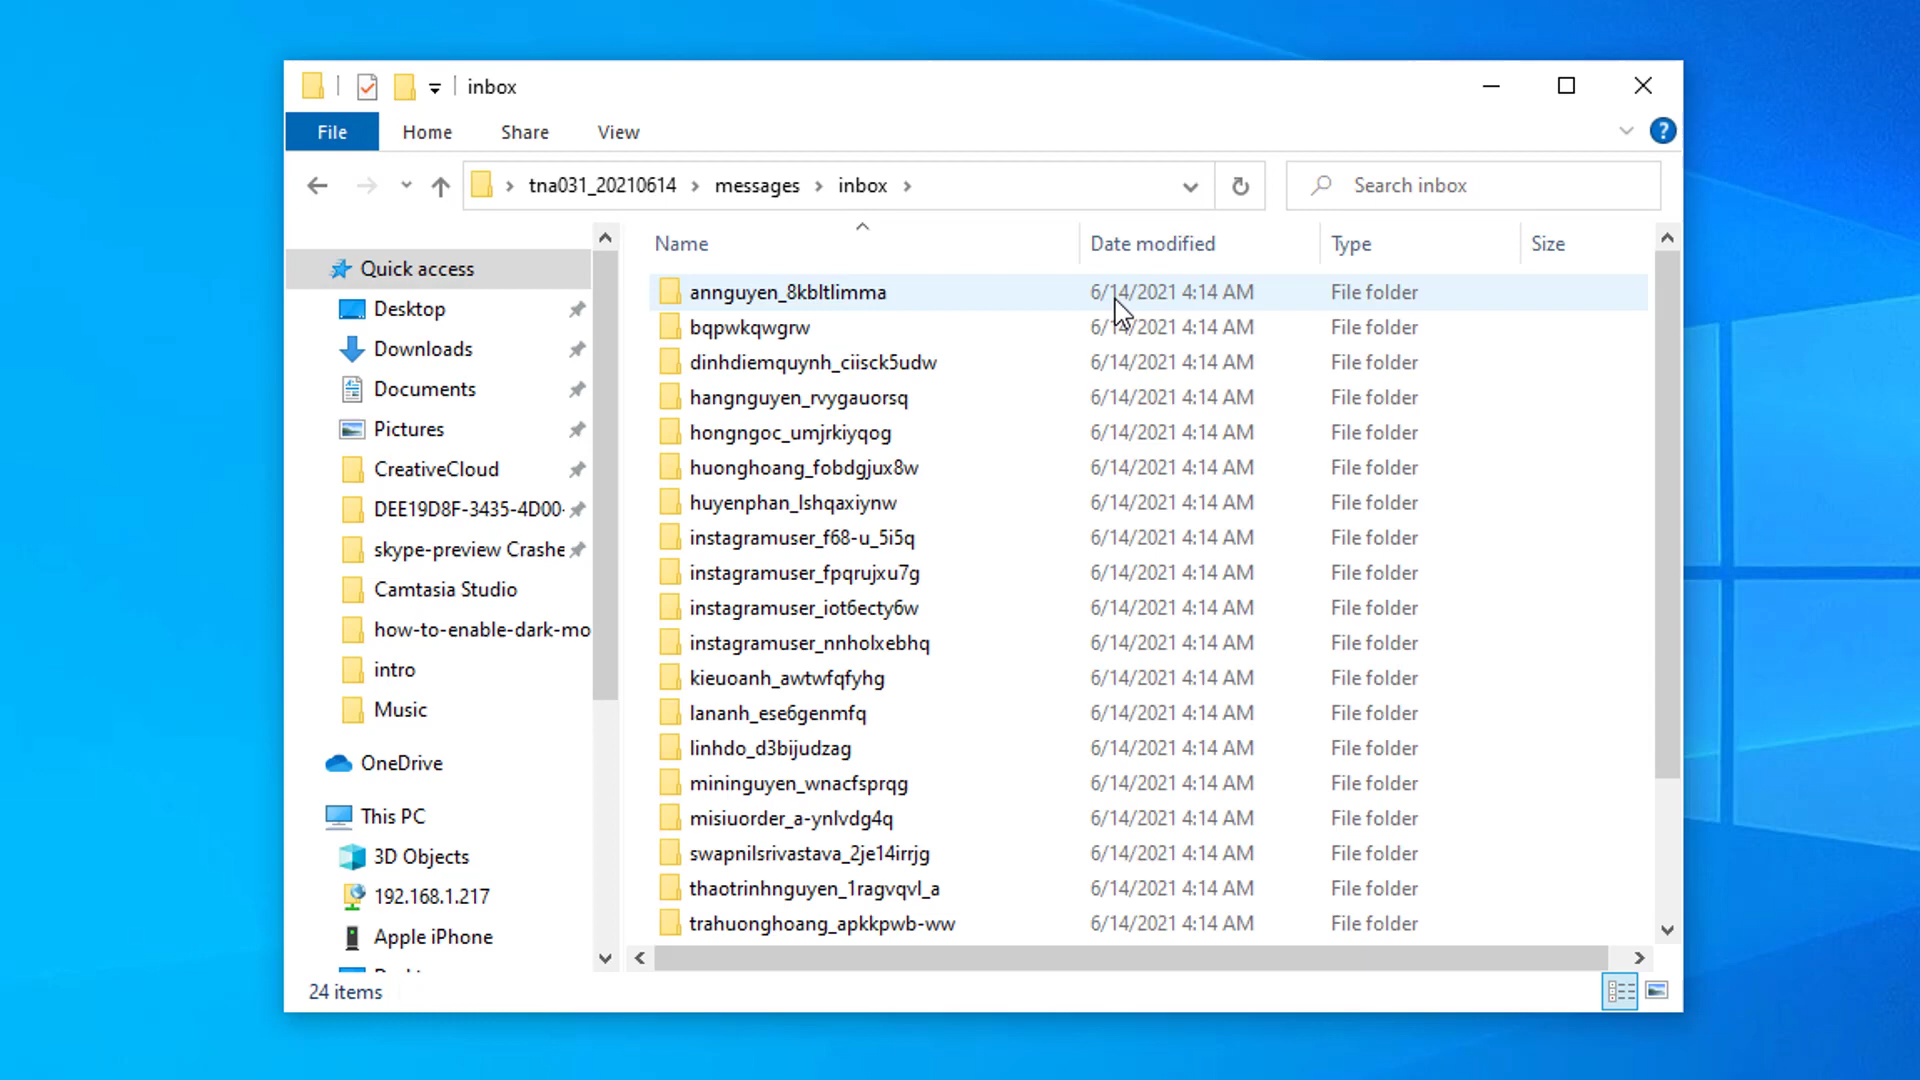 inbox
File Home Share View
tna031_20210614 messages inbox
Search inbox
Name Date modified Type Size
Quick access
Desktop
Downloads
Documents
Pictures
CreativeCloud
DEE19D8F-3435-4D00-
skype-preview Crashe
Camtasia Studio
how-to-enable-dark-mo
intro
Music
OneDrive
This PC
3D Objects
192.168.1.217
Apple iPhone
annguyen_8kbltlimma 6/14/2021 4:14 AM File folder
bqpwkqwgrw 6/14/2021 4:14 AM File folder
dinhdiemquynh_ciisck5udw 6/14/2021 4:14 AM File folder
hangnguyen_rvygauorsq 6/14/2021 4:14 AM File folder
hongngoc_umjrkiyqog 6/14/2021 4:14 AM File folder
huonghoang_fobdgjux8w 6/14/2021 4:14 AM File folder
huyenphan_lshqaxiynw 6/14/2021 4:14 AM File folder
instagramuser_f68-u_5i5q 6/14/2021 4:14 AM File folder
instagramuser_fpqrujxu7g 6/14/2021 4:14 AM File folder
instagramuser_iot6ecty6w 6/14/2021 4:14 AM File folder
instagramuser_nnholxebhq 6/14/2021 4:14 AM File folder
kieuoanh_awtwfqfyhg 6/14/2021 4:14 AM File folder
lananh_ese6genmfq 6/14/2021 4:14 AM File folder
linhdo_d3bijudzag 6/14/2021 4:14 AM File folder
mininguyen_wnacfsprqg 6/14/2021 4:14 AM File folder
misiuorder_a-ynlvdg4q 6/14/2021 4:14 AM File folder
swapnilsrivastava_2je14irrjg 6/14/2021 4:14 AM File folder
thaotrinhnguyen_1ragvqvl_a 6/14/2021 4:14 AM File folder
trahuonghoang_apkkpwb-ww 6/14/2021 4:14 AM File folder
24 items